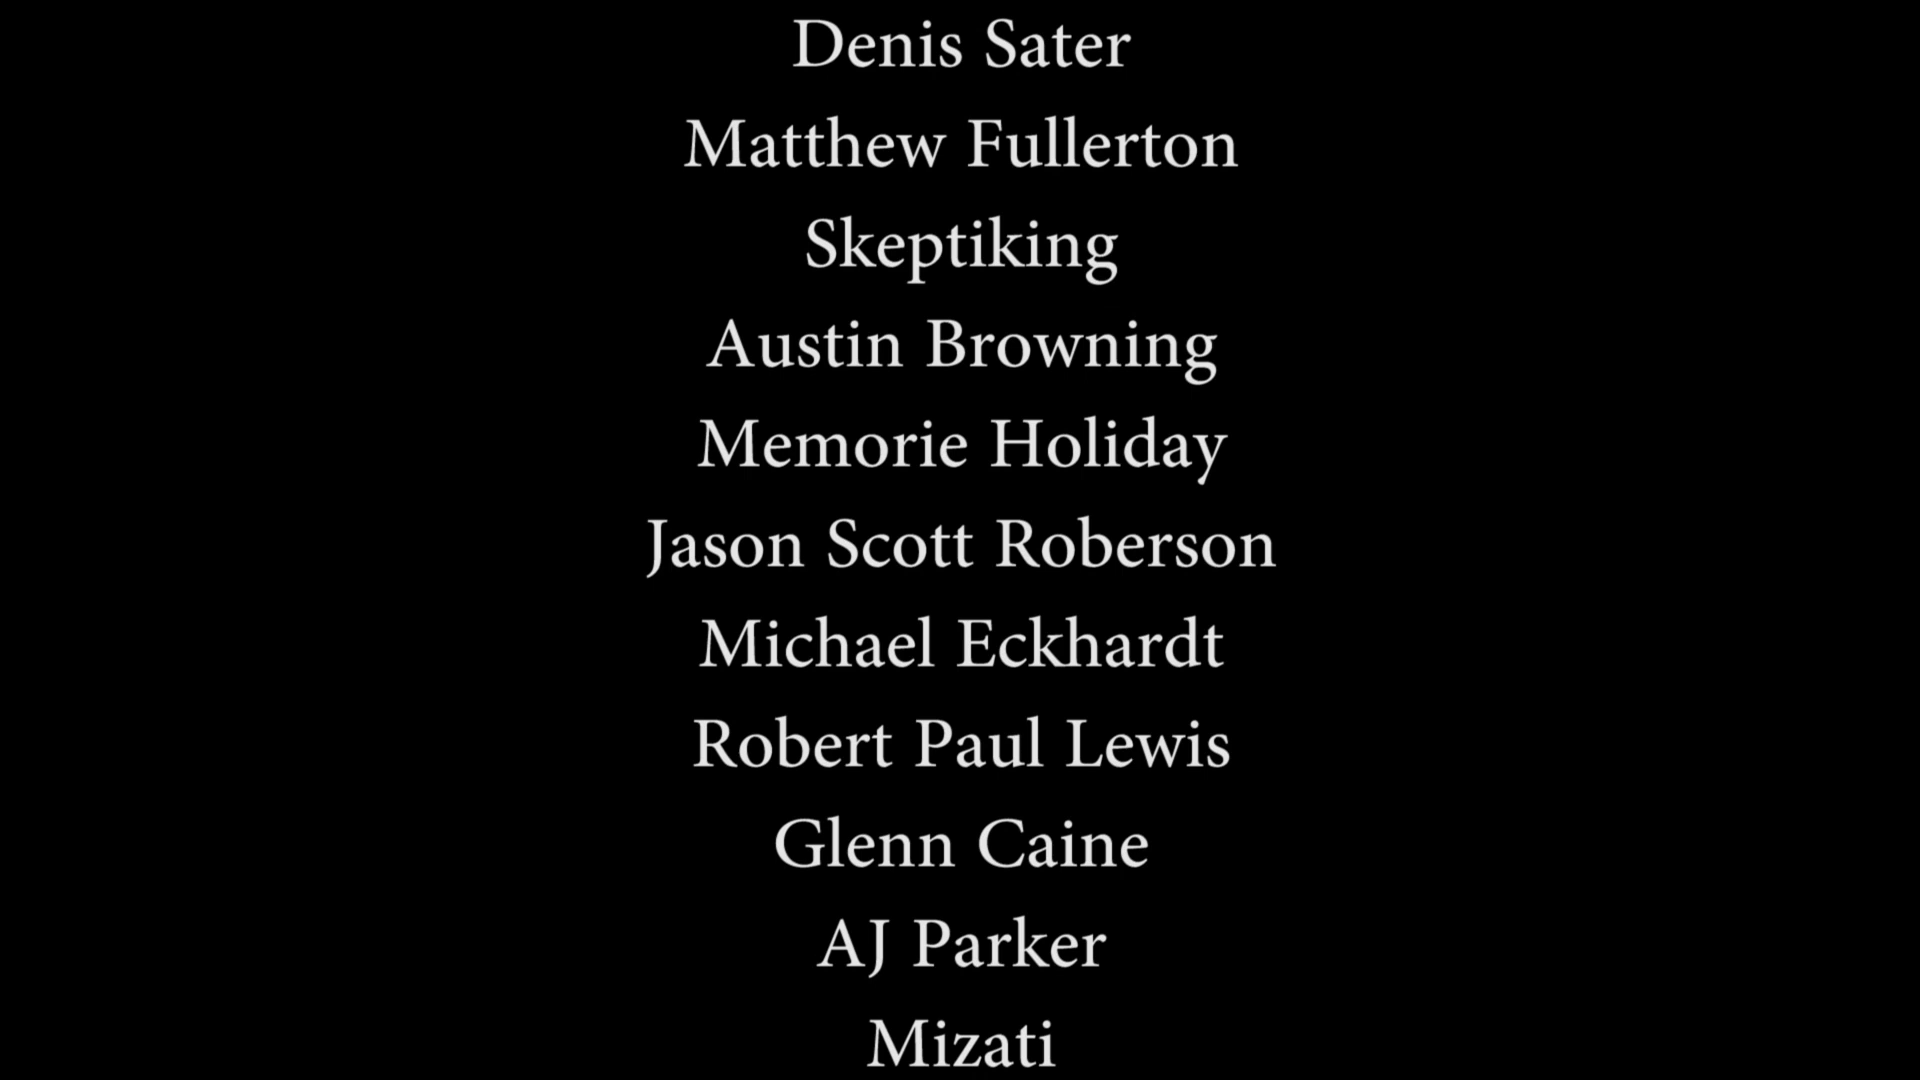 Denis Sater
Matthew Fullerton
Skeptiking
Austin Browning
Memorie Holiday
Jason Scott Roberson
Michael Eckhardt
Robert Paul Lewis
Glenn Caine
AJ Parker
Mizati